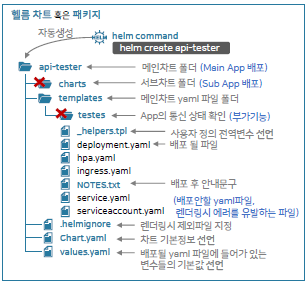 헬름 차트 혹은 패키지
자동생성
HELM
helm command
helm create api-tester
api-tester 메인차트 폴더 (Main App 배포)
charts 서브차트 폴더 (Sub App 배포)
templates 메인차트 yaml 파일 폴더
testes App의 통신 상태 확인 (부가기능)
_helpers.tpl 사용자 정의 전역변수 선언
deployment.yaml 배포 될 파일
hpa.yaml
ingress.yaml
NOTES.txt 배포 후 안내문구
service.yaml (배포안할 yaml파일,
serviceaccount.yaml 렌더링시 에러를 유발하는 파일)
.helmignore 렌더링시 제외파일 지정
Chart.yaml 차트 기본정보 선언
values.yaml 배포될 yaml 파일에 들어가 있는
변수들의 기본값 선언